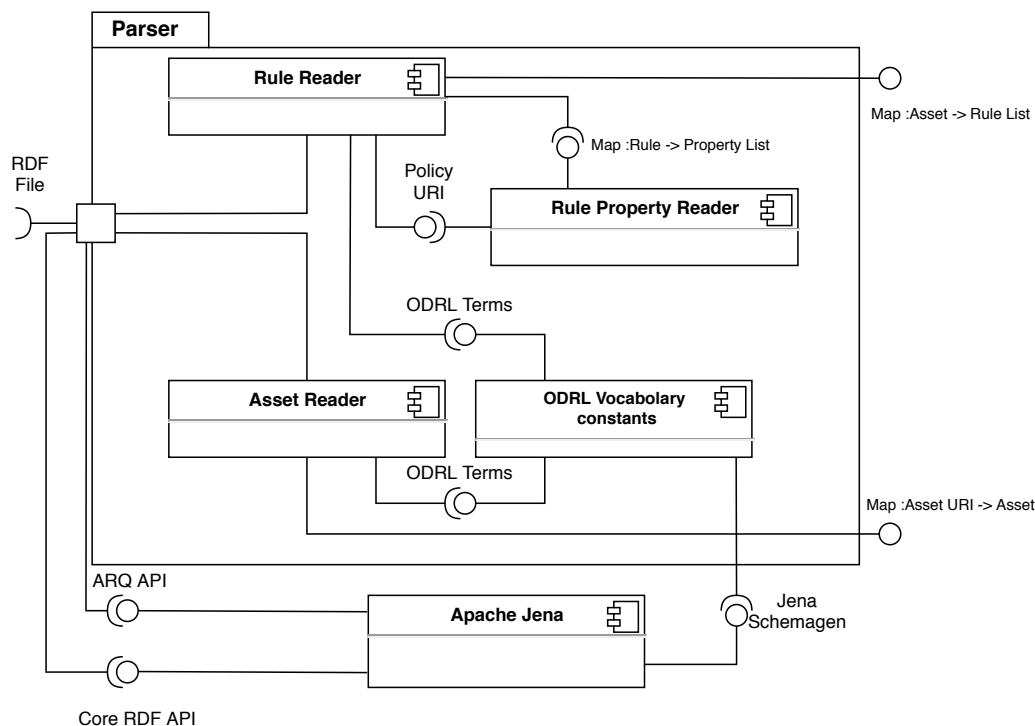 Parser
Rule Reader
Map :Asset -> Rule List
Map :Rule -> Property List
RDF
File
Policy
URI
Rule Property Reader
ODRL Terms
Asset Reader
ODRL Vocabolary
constants
ODRL Terms
Map :Asset URI -> Asset
ARQ API
Apache Jena
Jena
Schemagen
Core RDF API